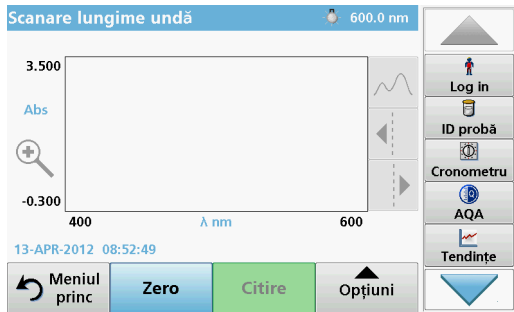 Scanare lungime undă
600.0 nm
3.500
Abs
-0.300
400
λ nm
600
13-APR-2012 08:52:49
Meniul
princ
Zero
Citire
Opțiuni
Log in
ID probă
Cronometru
AQA
Tendințe